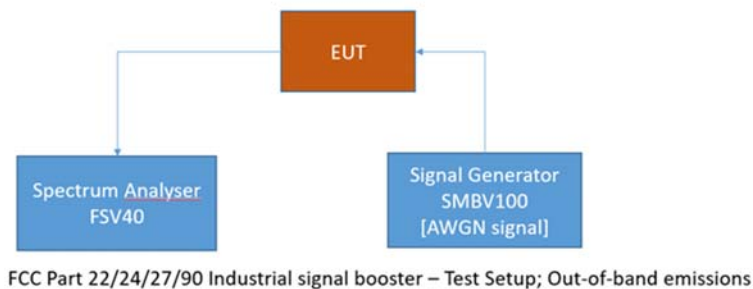 EUT
Spectrum Analyser
FSV40
Signal Generator
SMBV100
[AWGN signal]
FCC Part 22/24/27/90 Industrial signal booster – Test Setup; Out-of-band emissions